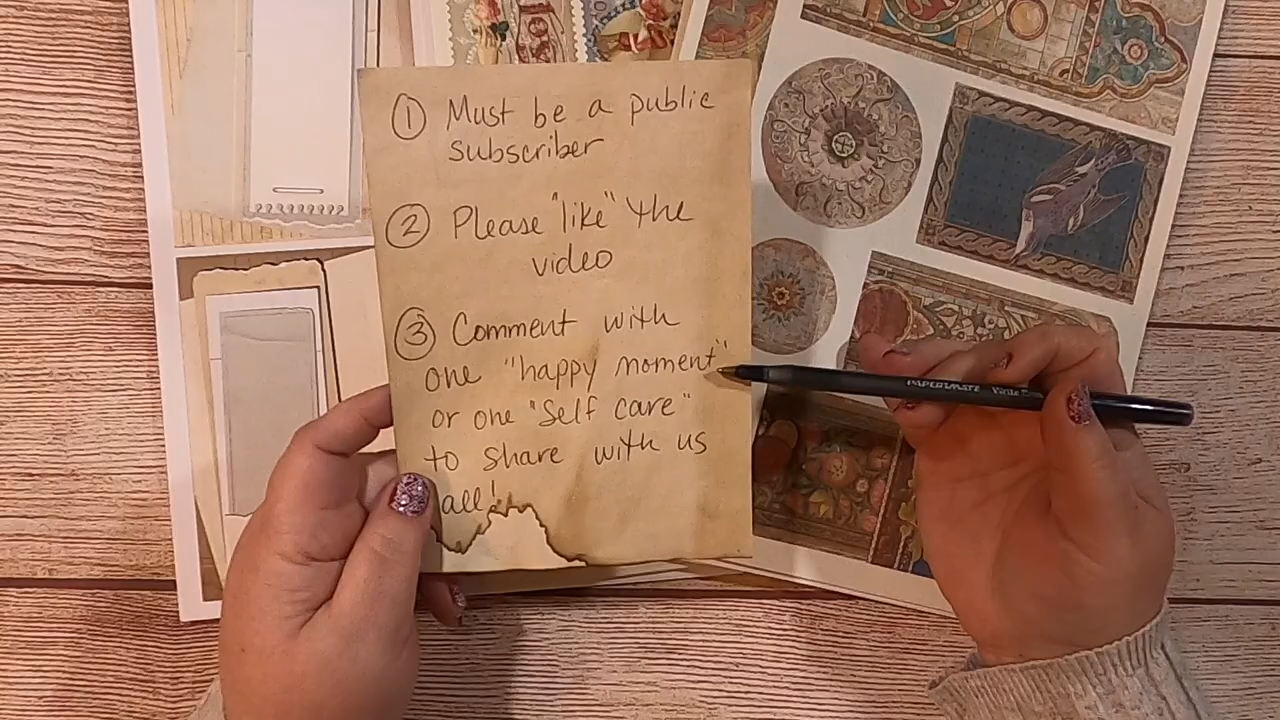 ① Must be a public
subscriber
② Please "like" the
video
③ Comment with
one "happy moment"
or one "Self care"
to share with us
all!
PAPERMATE Write